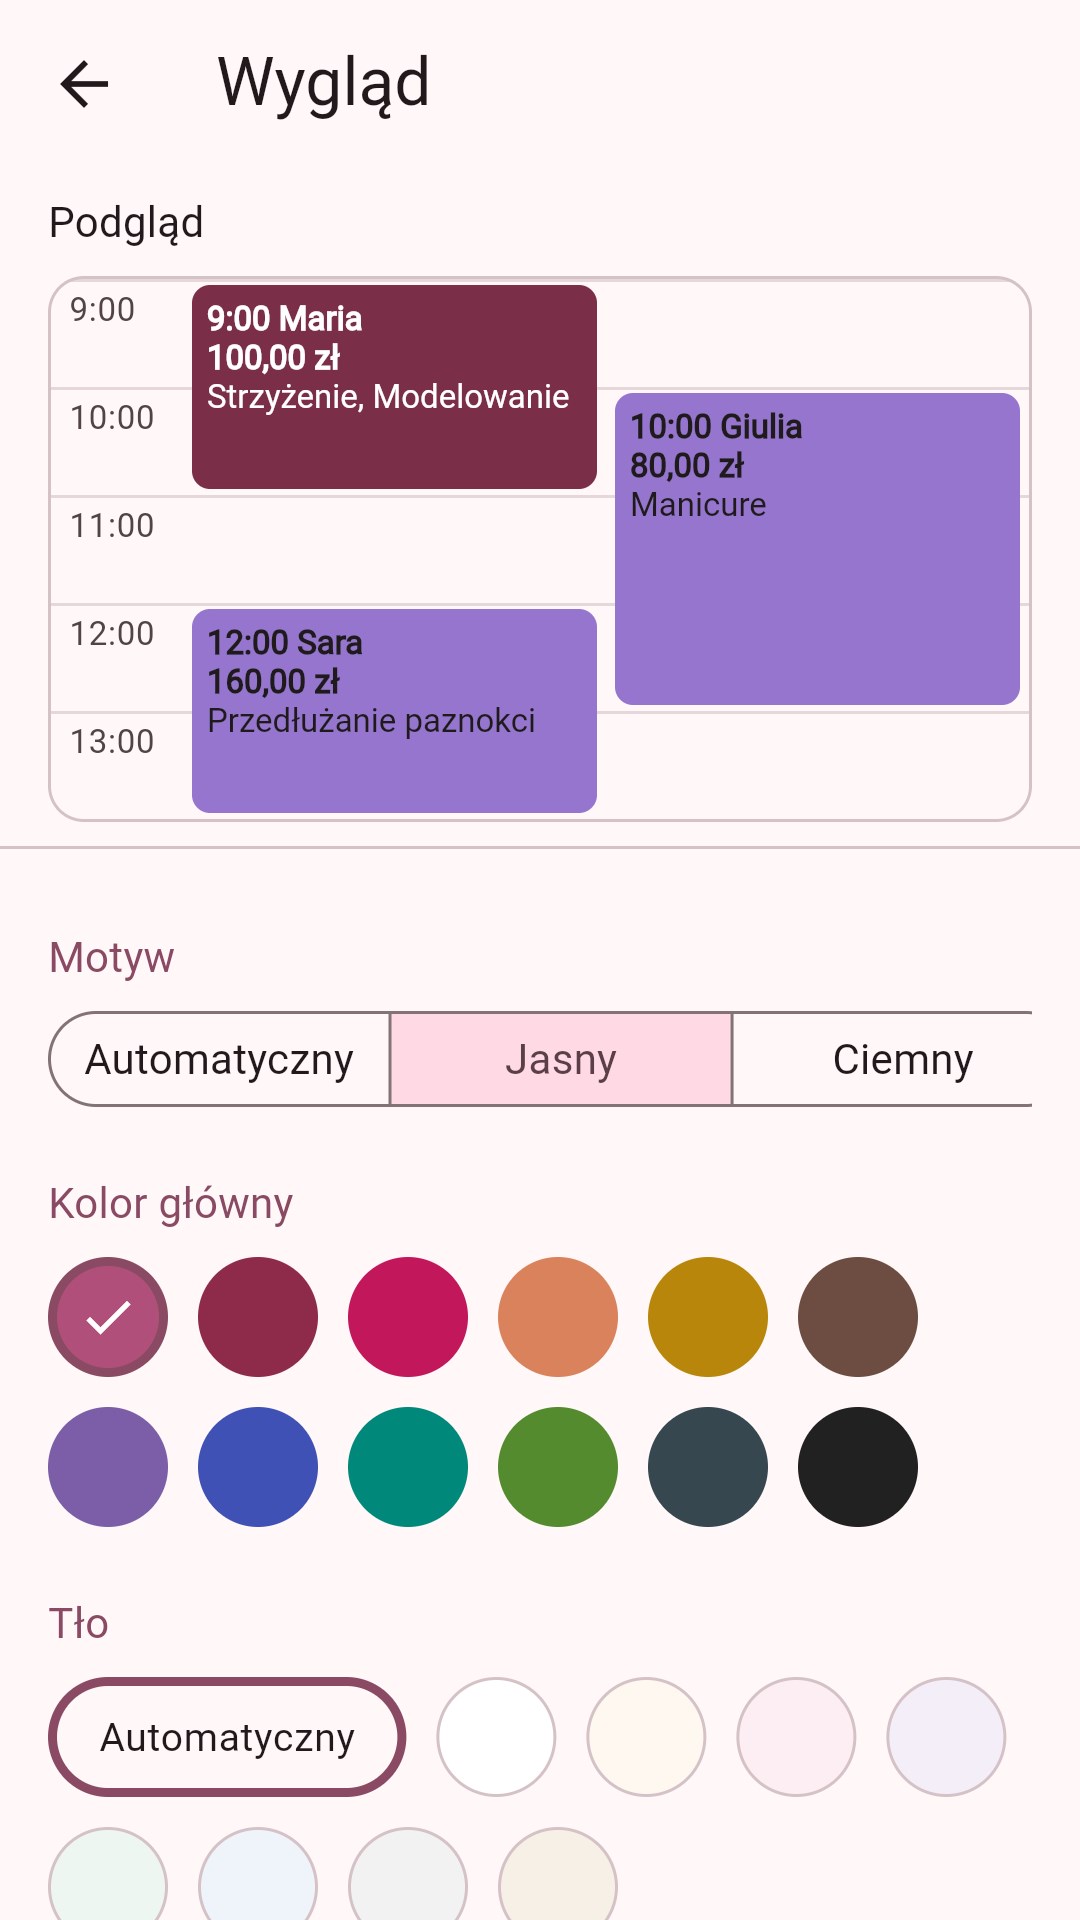 Wygląd
Podgląd
9:00
9:00 Maria
100,00 zł
Strzyżenie, Modelowanie
10:00
10:00 Giulia
80,00 zł
Manicure
11:00
12:00
12:00 Sara
160,00 zł
Przedłużanie paznokci
13:00
Motyw
Automatyczny
Jasny
Ciemny
Kolor główny
Tło
Automatyczny